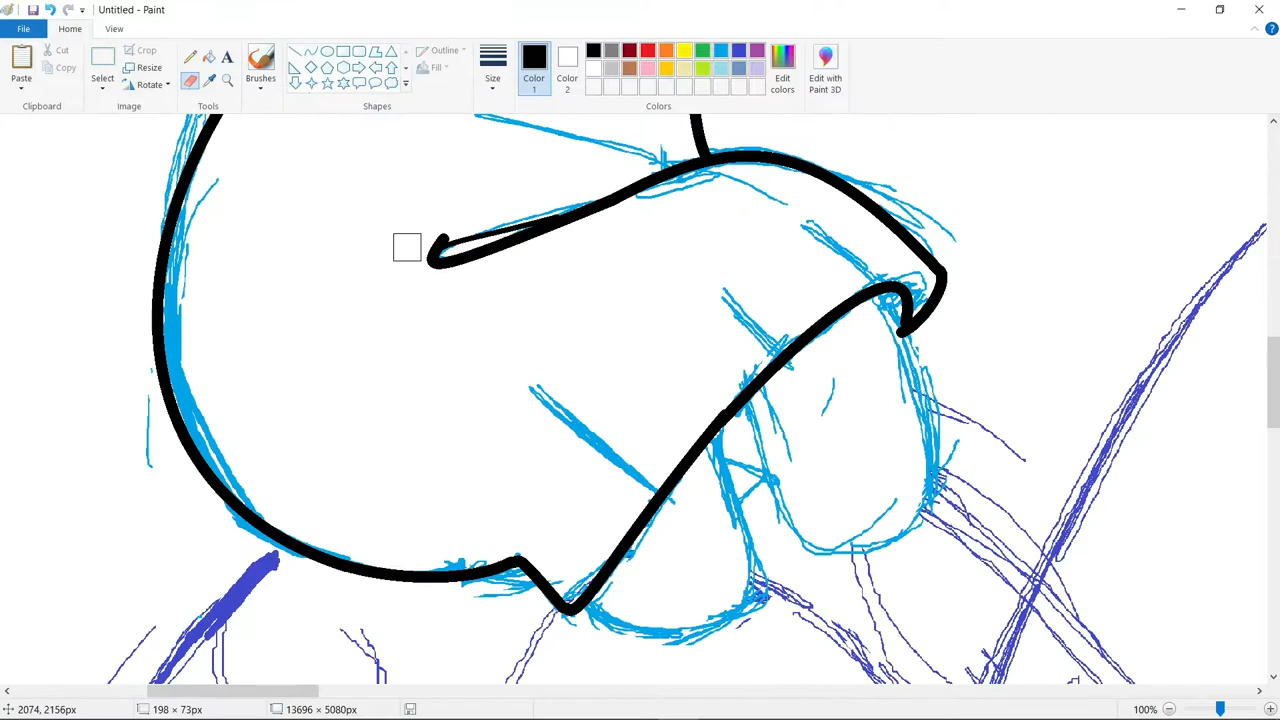 Untitled - Paint
File
Home
View
Paste
Cut
Copy
Clipboard
Select
Crop
Resize
Rotate
Image
A
Tools
Brushes
Outline
Fill
Shapes
Size
Color
1
Color
2
Edit
colors
Colors
Edit with
Paint 3D
2074, 2156px
198 × 73px
13696 × 5080px
100%